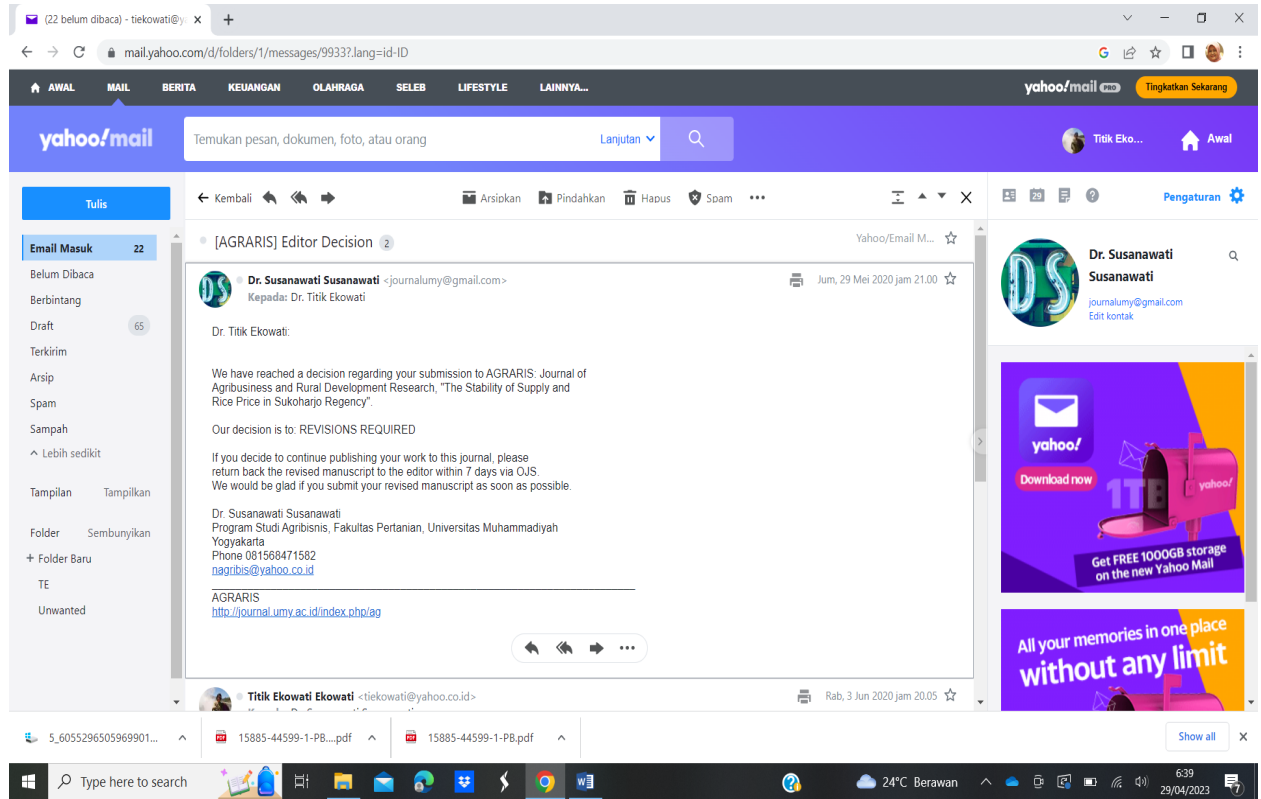 (22 belum dibaca) - tiekowati@y
mail.yahoo.com/d/folders/1/messages/9933?.lang=id-ID
AWAL MAIL BERITA KEUANGAN OLAHRAGA SELEB LIFESTYLE LAINNYA...
yahoo!mail PRO Tingkatkan Sekarang
yahoo!mail
Temukan pesan, dokumen, foto, atau orang Lanjutan
Titik Eko... Awal
Tulis
Kembali Arsipkan Pindahkan Hapus Spam
29 Pengaturan
Email Masuk 22
Belum Dibaca
Berbintang
Draft 65
Terkirim
Arsip
Spam
Sampah
Lebih sedikit
Tampilan Tampilkan
Folder Sembunyikan
+ Folder Baru
TE
Unwanted
[AGRARIS] Editor Decision 2
Yahoo/Email M...
Dr. Susanawati Susanawati <journalumy@gmail.com>
Jum, 29 Mei 2020 jam 21.00
Kepada: Dr. Titik Ekowati
Dr. Titik Ekowati:
We have reached a decision regarding your submission to AGRARIS: Journal of
Agribusiness and Rural Development Research, "The Stability of Supply and
Rice Price in Sukoharjo Regency".
Our decision is to: REVISIONS REQUIRED
If you decide to continue publishing your work to this journal, please
return back the revised manuscript to the editor within 7 days via OJS.
We would be glad if you submit your revised manuscript as soon as possible.
Dr. Susanawati Susanawati
Program Studi Agribisnis, Fakultas Pertanian, Universitas Muhammadiyah
Yogyakarta
Phone 081568471582
nagribis@yahoo.co.id
AGRARIS
http://journal.umy.ac.id/index.php/ag
Titik Ekowati Ekowati <tiekowati@yahoo.co.id>
Rab, 3 Jun 2020 jam 20.05
DS
Dr. Susanawati
Susanawati
journalumy@gmail.com
Edit kontak
yahoo!
Download now
1TB
yahoo!
Get FREE 1000GB storage
on the new Yahoo Mail
All your memories in one place
without any limit
5_6055296505969901...
15885-44599-1-PB....pdf
15885-44599-1-PB.pdf
Show all
Type here to search
24°C Berawan
6:39
29/04/2023
7